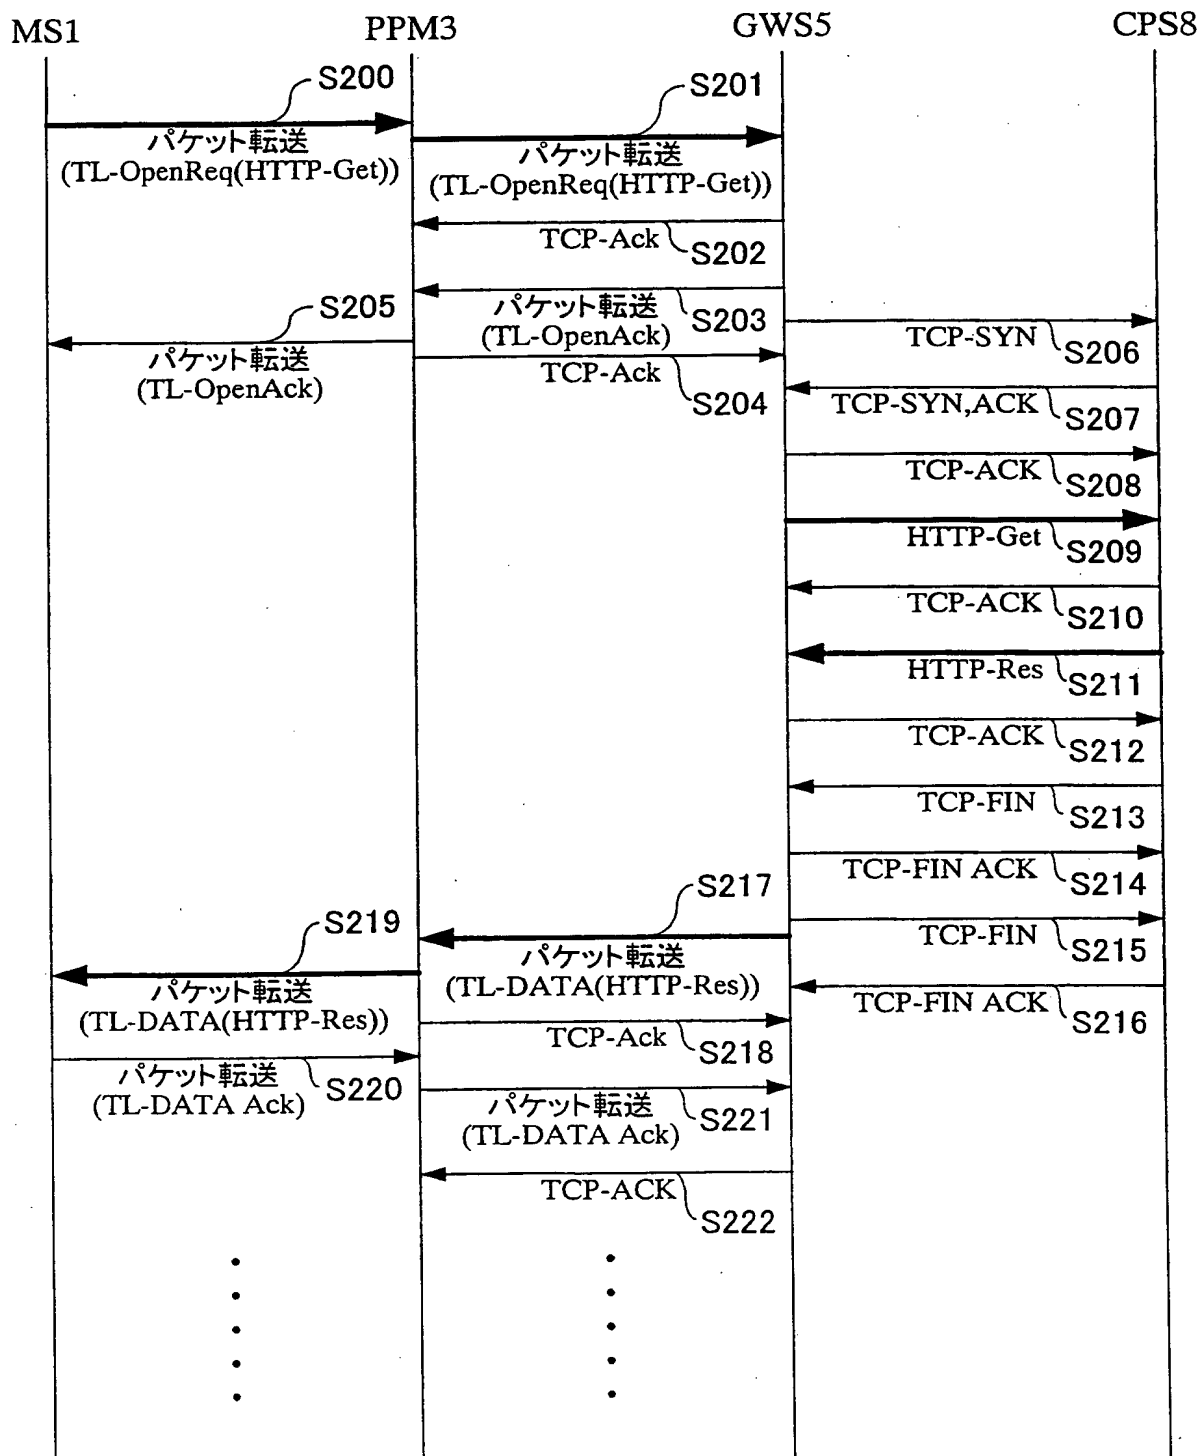 MS1
PPM3
GWS5
CPS8
S200
パケット転送
(TL-OpenReq(HTTP-Get))
S201
パケット転送
(TL-OpenReq(HTTP-Get))
TCP-Ack
S202
パケット転送
(TL-OpenAck)
S203
S205
パケット転送
(TL-OpenAck)
TCP-Ack
S204
TCP-SYN
S206
TCP-SYN,ACK
S207
TCP-ACK
S208
HTTP-Get
S209
TCP-ACK
S210
HTTP-Res
S211
TCP-ACK
S212
TCP-FIN
S213
TCP-FIN ACK
S214
TCP-FIN
S215
TCP-FIN ACK
S216
S217
パケット転送
(TL-DATA(HTTP-Res))
S219
パケット転送
(TL-DATA(HTTP-Res))
TCP-Ack
S218
パケット転送
(TL-DATA Ack)
S220
パケット転送
(TL-DATA Ack)
S221
TCP-ACK
S222